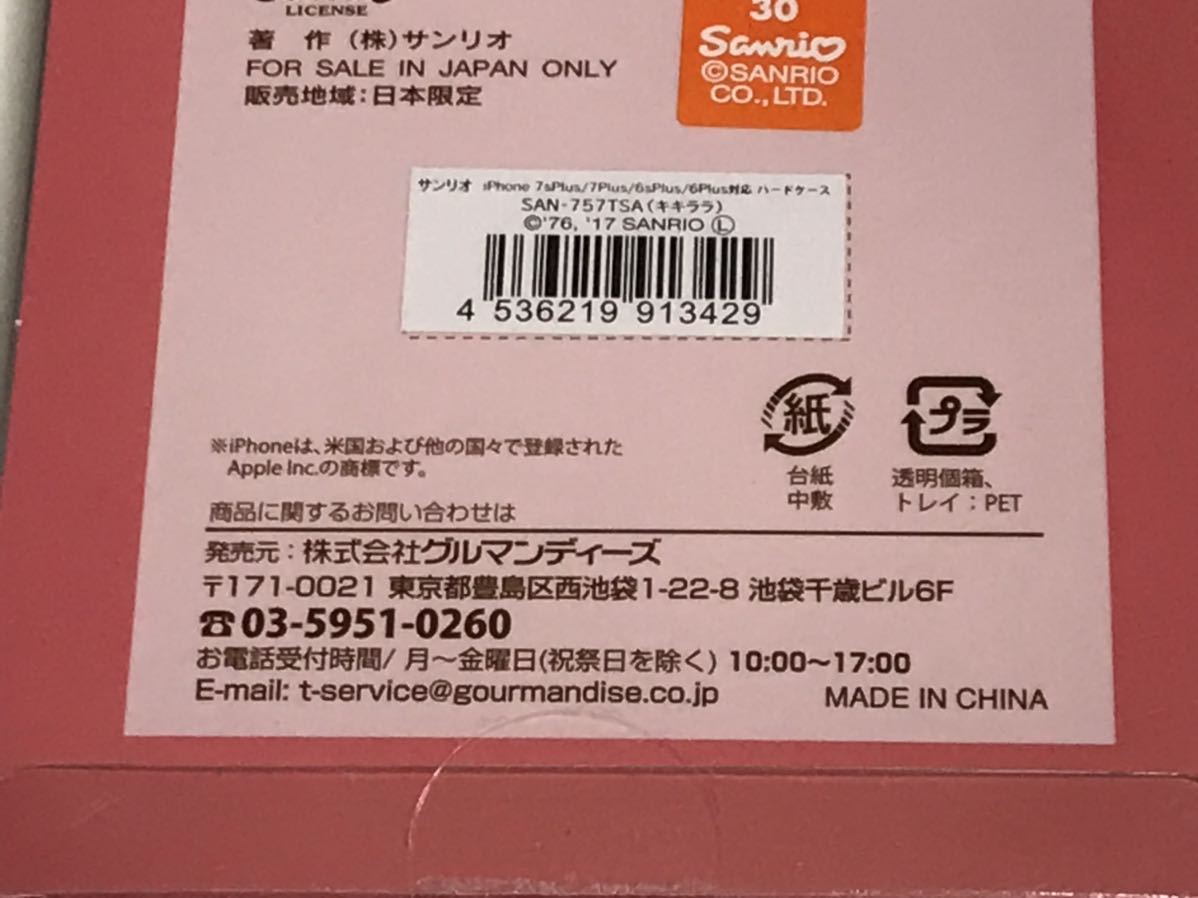 LICENSE
著 作 (株)サンリオ
FOR SALE IN JAPAN ONLY
販売地域:日本限定
30
Sanrio
©SANRIO
CO.,LTD.
サンリオ iPhone 7sPlus/7Plus/6sPlus/6Plus対応 ハードケース
SAN-757TSA(キキララ)
©'76, '17 SANRIO Ⓛ
4 536219 913429
紙
台紙
中敷
プラ
透明個箱、
トレイ:PET
※iPhoneは、米国および他の国々で登録された
Apple Inc.の商標です。
商品に関するお問い合わせは
発売元:株式会社グルマンディーズ
〒171-0021 東京都豊島区西池袋1-22-8 池袋千歳ビル6F
☎03-5951-0260
お電話受付時間/ 月〜金曜日(祝祭日を除く) 10:00〜17:00
E-mail: t-service@gourmandise.co.jp
MADE IN CHINA